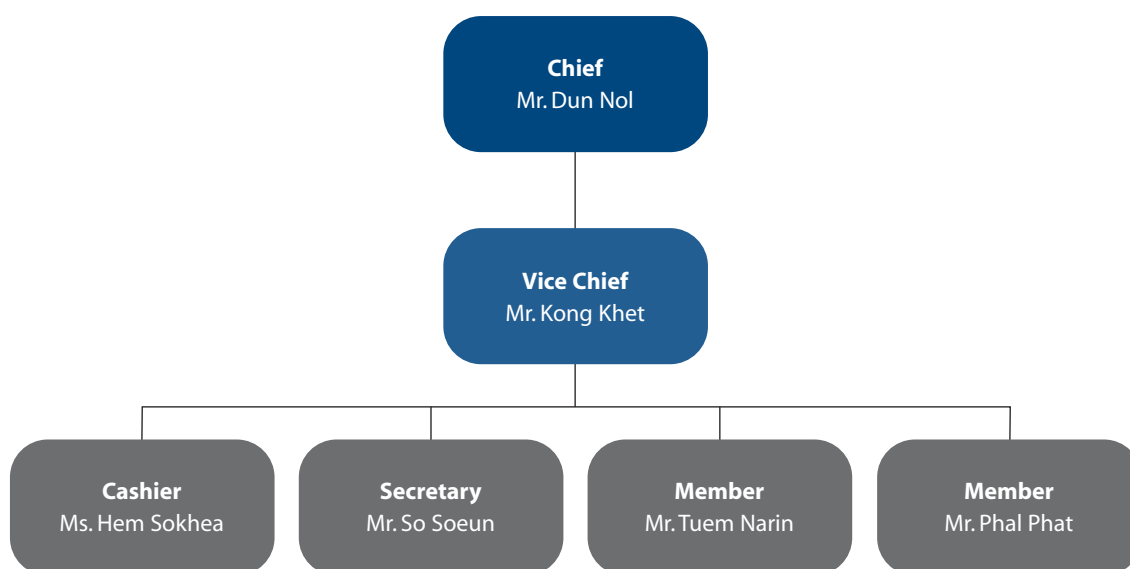 Chief
Mr. Dun Nol
Vice Chief
Mr. Kong Khet
Cashier
Ms. Hem Sokhea
Secretary
Mr. So Soeun
Member
Mr. Tuem Narin
Member
Mr. Phal Phat